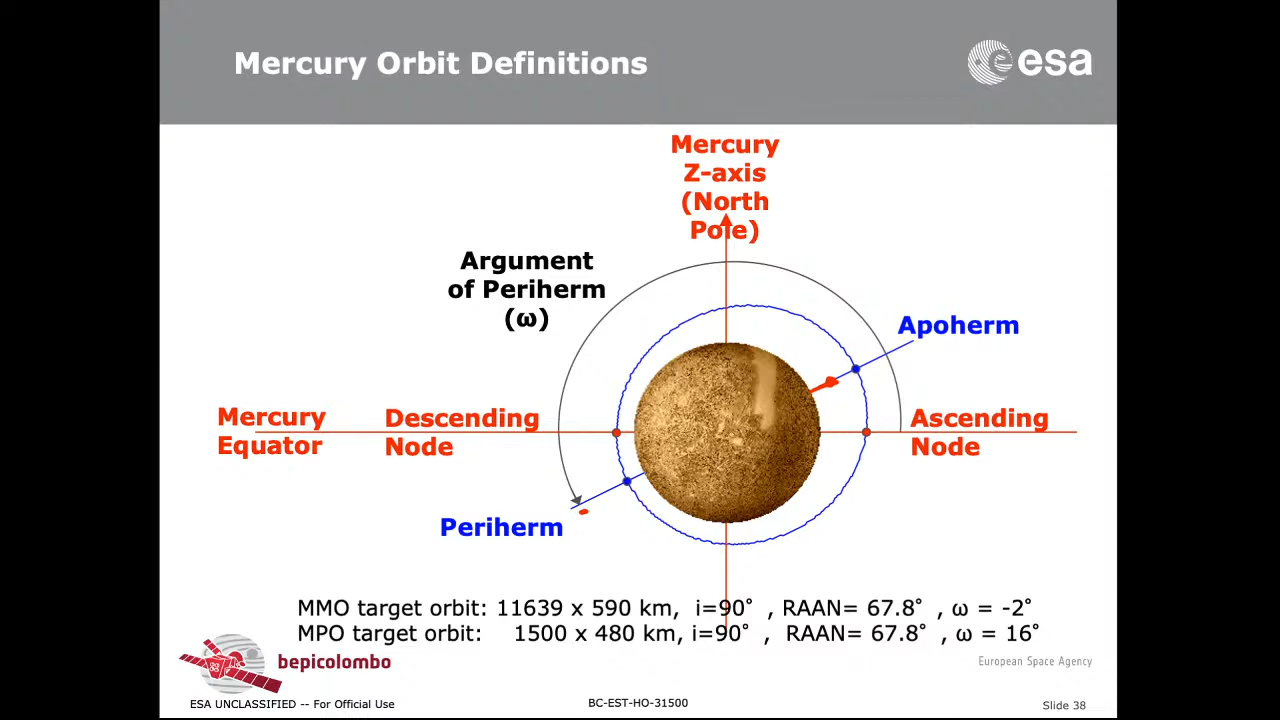 Mercury Orbit Definitions
esa
Mercury
Z-axis
(North
Pole)
Argument
of Periherm
(ω)
Apoherm
Mercury
Equator
Descending
Node
Ascending
Node
Periherm
MMO target orbit: 11639 x 590 km, i=90° , RAAN= 67.8° , ω = -2°
MPO target orbit: 1500 x 480 km, i=90° , RAAN= 67.8° , ω = 16°
bepicolombo
European Space Agency
ESA UNCLASSIFIED -- For Official Use
BC-EST-HO-31500
Slide 38